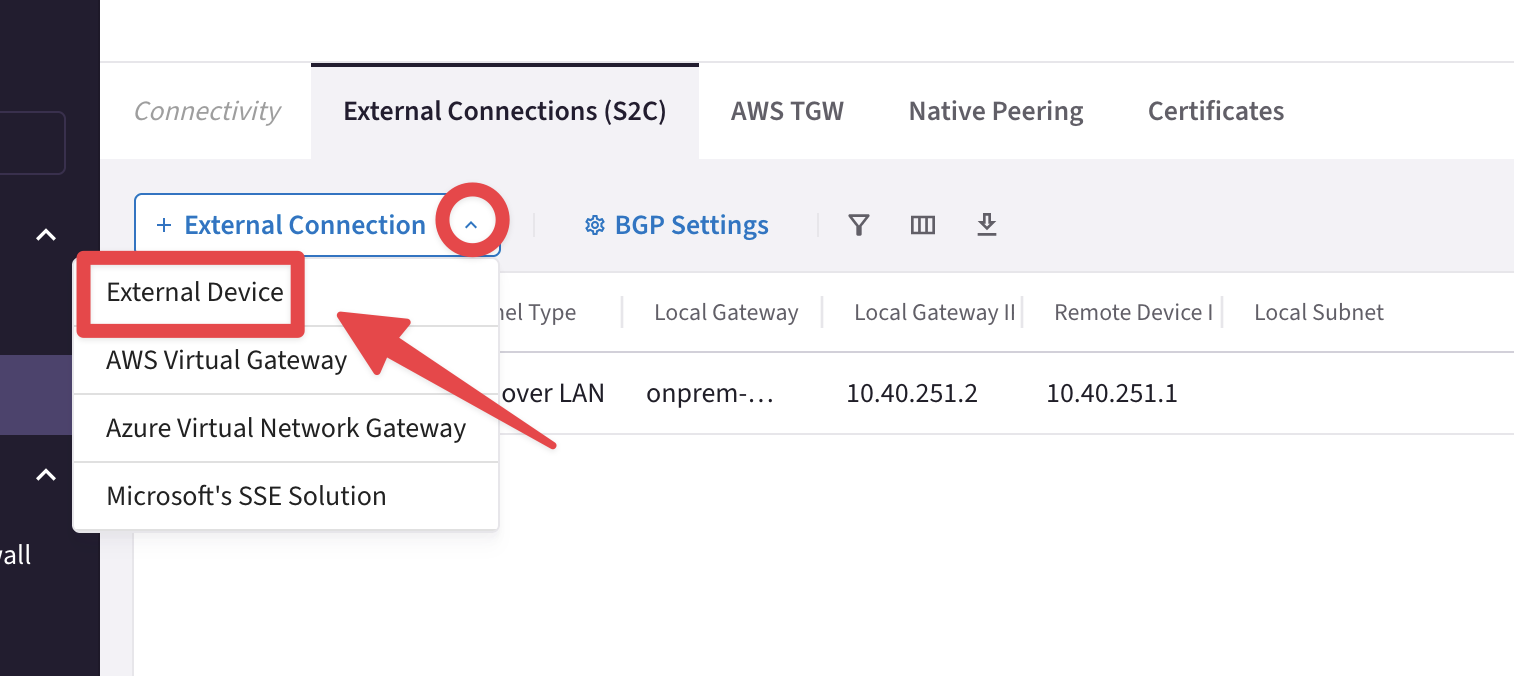 Connectivity
External Connections (S2C)
AWS TGW
Native Peering
Certificates
+ External Connection
BGP Settings
External Device
AWS Virtual Gateway
Azure Virtual Network Gateway
Microsoft's SSE Solution
Type Local Gateway Local Gateway II Remote Device I Local Subnet
over LAN onprem-... 10.40.251.2 10.40.251.1